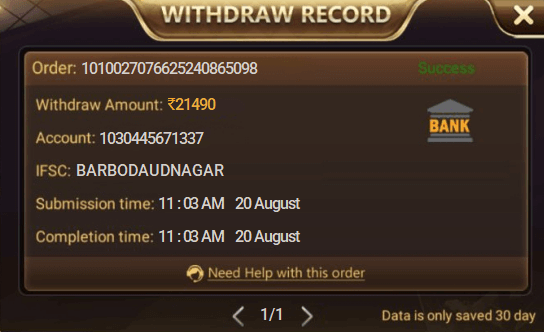 WITHDRAW RECORD
Order: 1010027076625240865098
Success
Withdraw Amount: ₹21490
BANK
Account: 1030445671337
IFSC: BARBODAUDNAGAR
Submission time: 11 : 03 AM 20 August
Completion time: 11 : 03 AM 20 August
Need Help with this order
1/1
Data is only saved 30 day